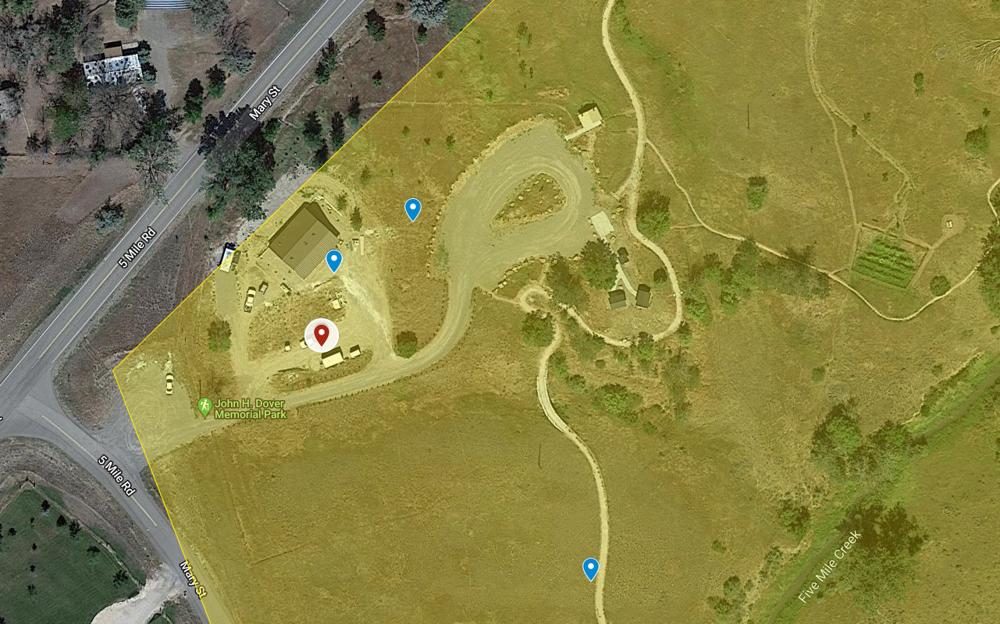 Mary St
5 Mile Rd
John H. Dover
Memorial Park
5 Mile Rd
Mary St
Five Mile Creek